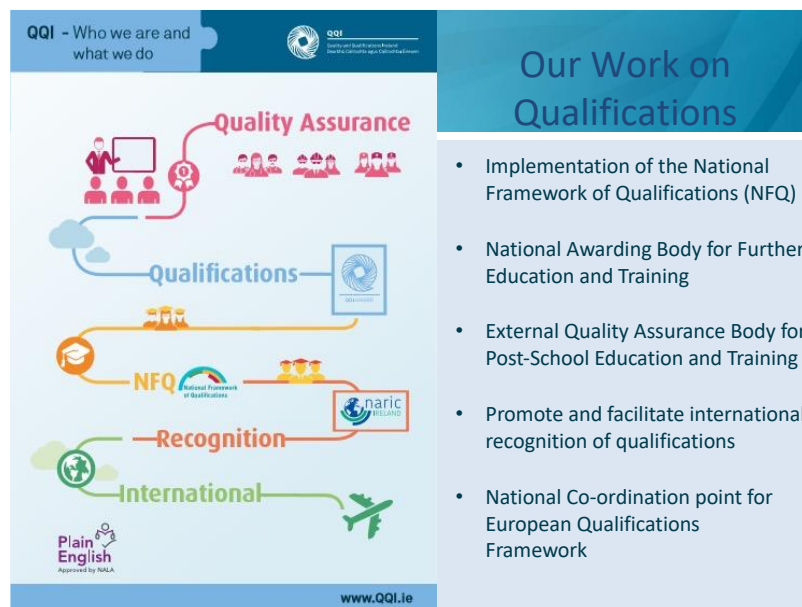 QQI - Who we are and
what we do
QQI
Quality and Qualifications Ireland
Dearbhú Cáilíochta agus Cáilíochtaí Éireann
Quality Assurance
Qualifications
QQI AWARD
NFQ
National Framework
of Qualifications
naric
IRELAND
Recognition
International
Plain
English
Approved by NALA
www.QQI.ie
Our Work on
Qualifications
• Implementation of the National
Framework of Qualifications (NFQ)
• National Awarding Body for Further
Education and Training
• External Quality Assurance Body for
Post-School Education and Training
• Promote and facilitate international
recognition of qualifications
• National Co-ordination point for
European Qualifications
Framework